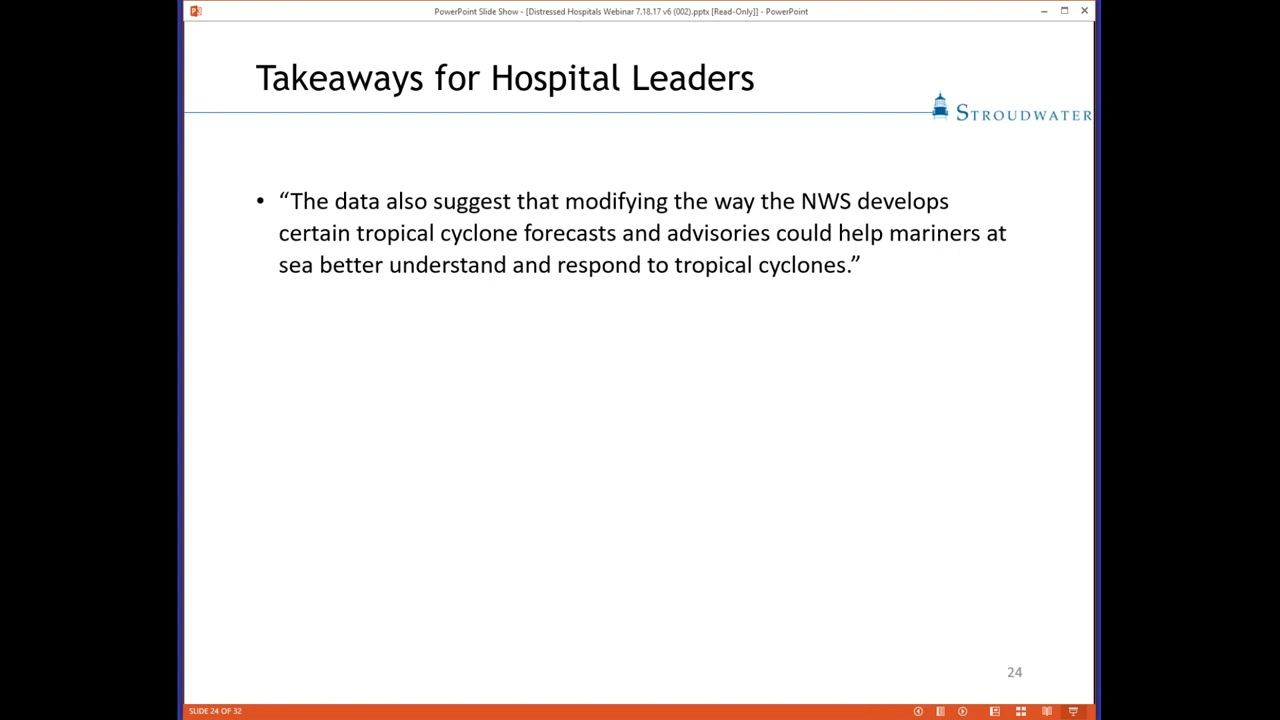 PowerPoint Slide Show - [Distressed Hospitals Webinar 7.18.17 v6 (002).pptx [Read-Only]] - PowerPoint
Takeaways for Hospital Leaders
STROUDWATER
• “The data also suggest that modifying the way the NWS develops
certain tropical cyclone forecasts and advisories could help mariners at
sea better understand and respond to tropical cyclones.”
24
SLIDE 24 OF 32